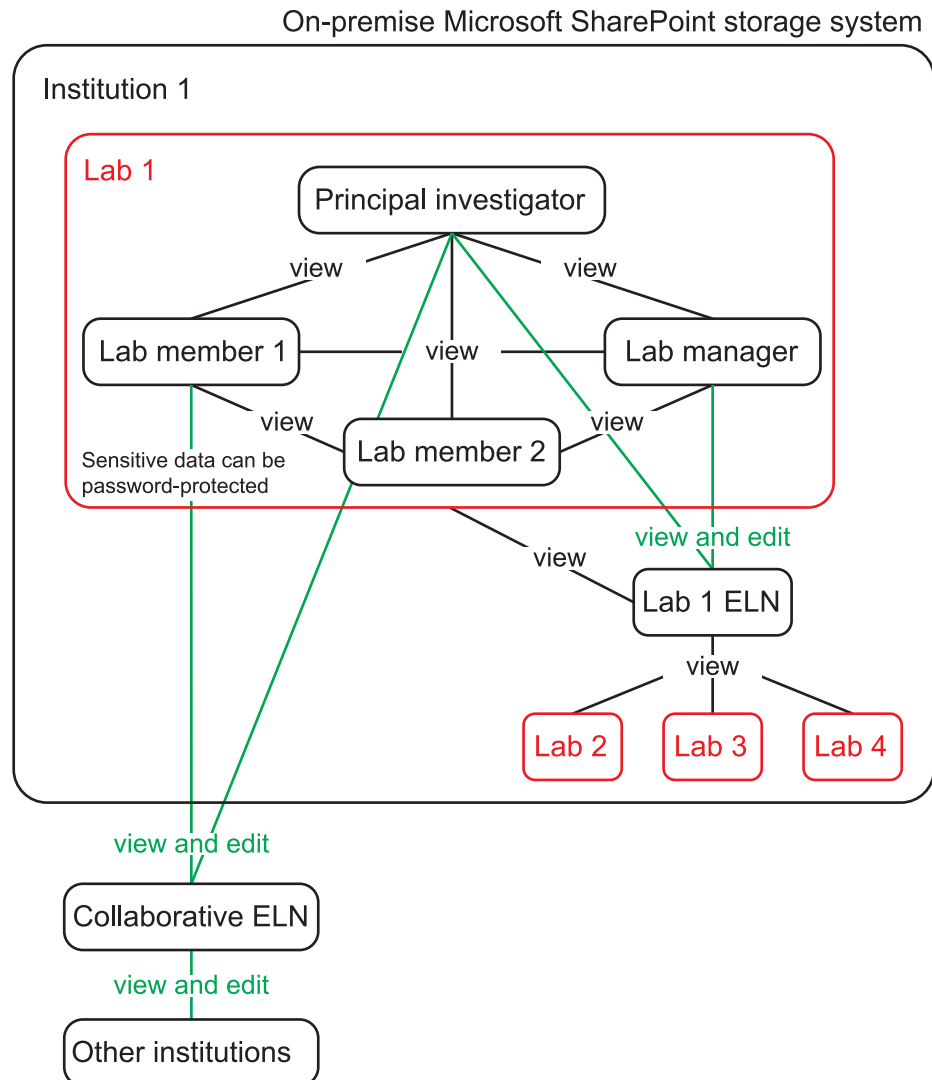 On-premise Microsoft SharePoint storage system
Institution 1
Lab 1
Principal investigator
view
view
Lab member 1
view
Lab manager
view
view
Lab member 2
Sensitive data can be
password-protected
view and edit
view
Lab 1 ELN
view
Lab 2
Lab 3
Lab 4
view and edit
Collaborative ELN
view and edit
Other institutions